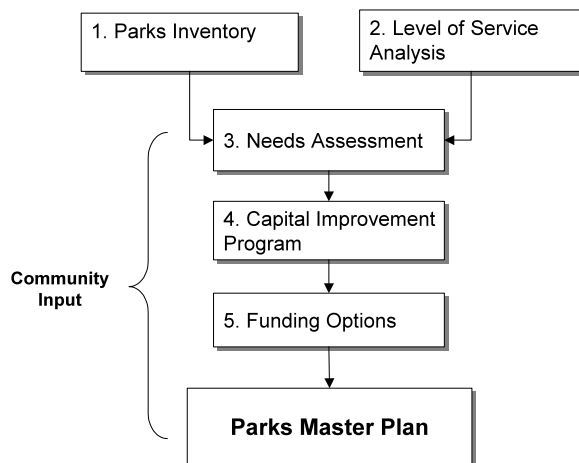 1. Parks Inventory
2. Level of Service
Analysis
3. Needs Assessment
4. Capital Improvement
Program
Community
Input
5. Funding Options
Parks Master Plan